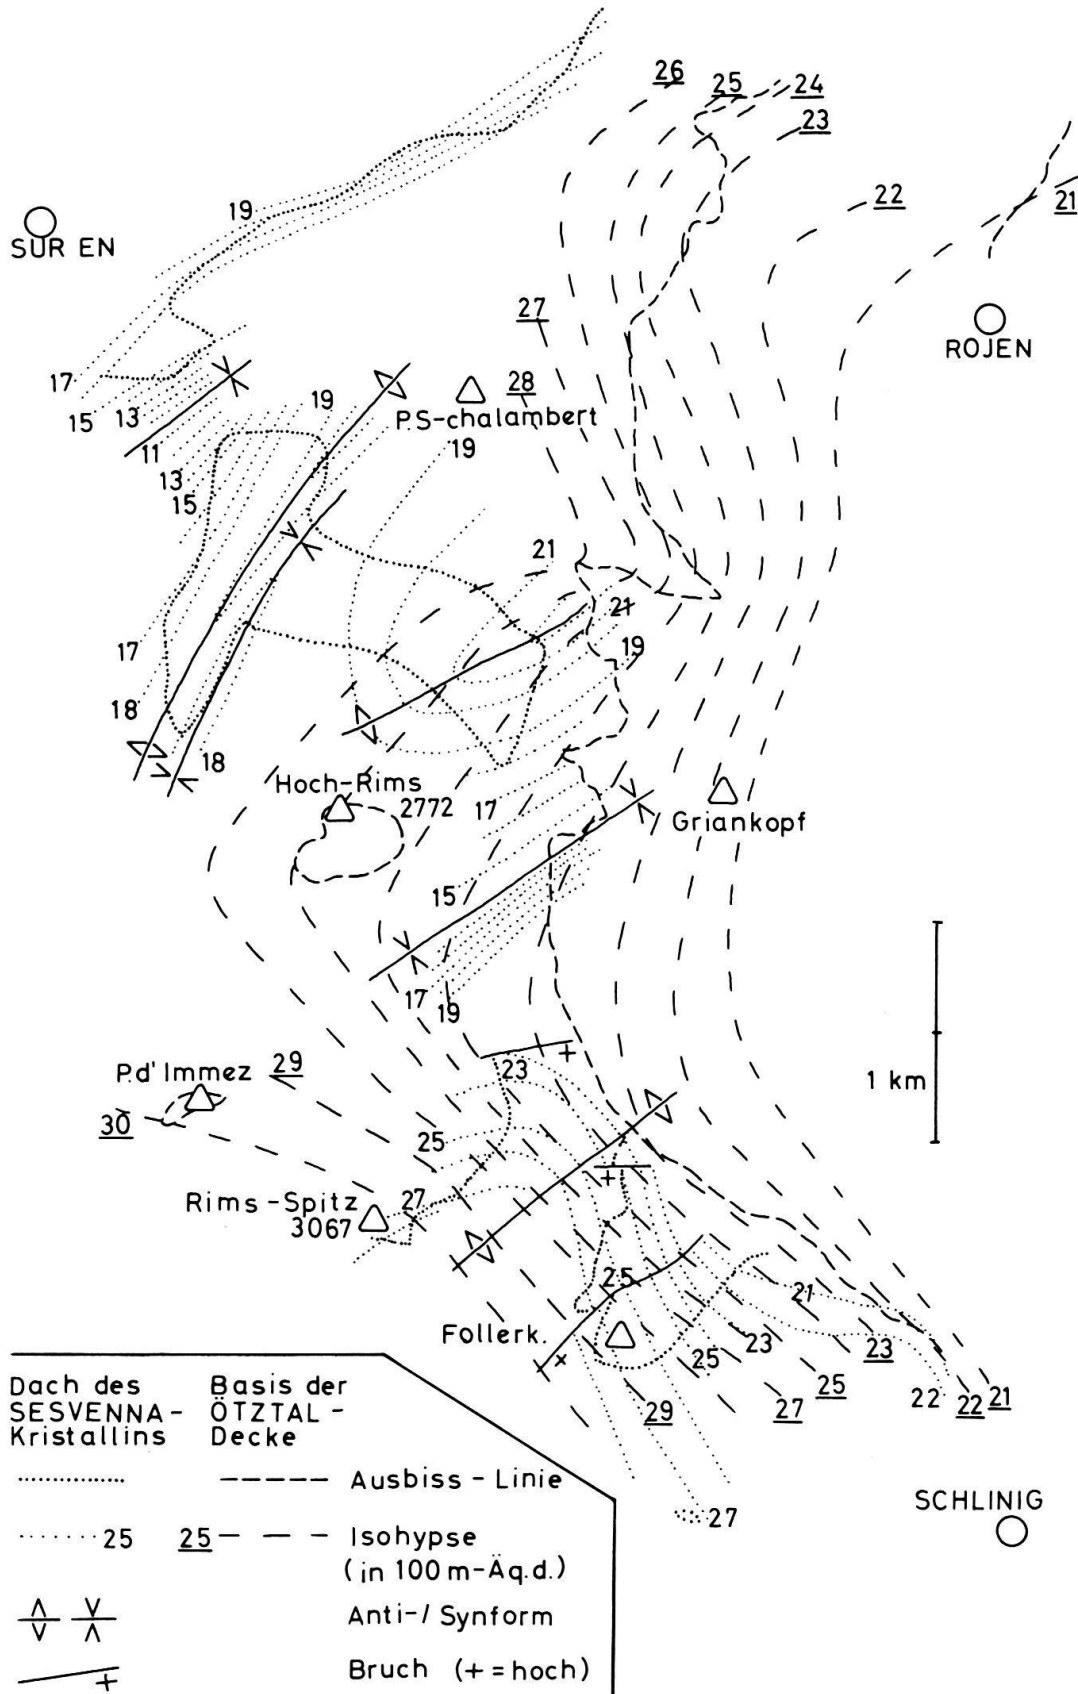 26
25
24
23
22
21
19
SUR EN
27
ROJEN
28
17
15
13
19
P.S-chalambert
11
13
15
19
21
21
17
19
18
18
Hoch-Rims
2772
17
Griankopf
15
17
19
P.d'Immez
29
23
1 km
30
25
Rims-Spitz
3067
27
25
21
Follerk.
23
23
25
25
22
22
21
29
27
27
SCHLINIG
Dach des
SESVENNA-
Kristallins
Basis der
ÖTZTAL-
Decke
Ausbiss-Linie
25
25
Isohypse
(in 100 m-Äq.d.)
Anti-/ Synform
Bruch (+ = hoch)